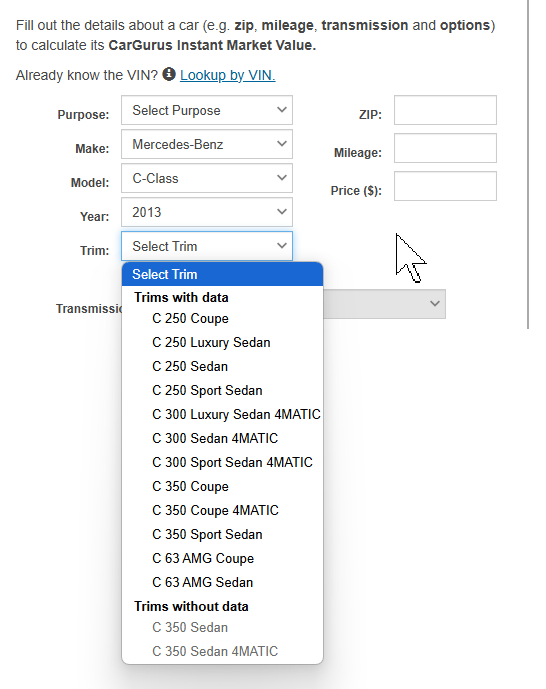 Fill out the details about a car (e.g. zip, mileage, transmission and options)
to calculate its CarGurus Instant Market Value.
Already know the VIN? Lookup by VIN.
Purpose: Select Purpose
ZIP:
Make: Mercedes-Benz
Mileage:
Model: C-Class
Price ($):
Year: 2013
Trim: Select Trim
Select Trim
Trims with data
Transmissi
C 250 Coupe
C 250 Luxury Sedan
C 250 Sedan
C 250 Sport Sedan
C 300 Luxury Sedan 4MATIC
C 300 Sedan 4MATIC
C 300 Sport Sedan 4MATIC
C 350 Coupe
C 350 Coupe 4MATIC
C 350 Sport Sedan
C 63 AMG Coupe
C 63 AMG Sedan
Trims without data
C 350 Sedan
C 350 Sedan 4MATIC